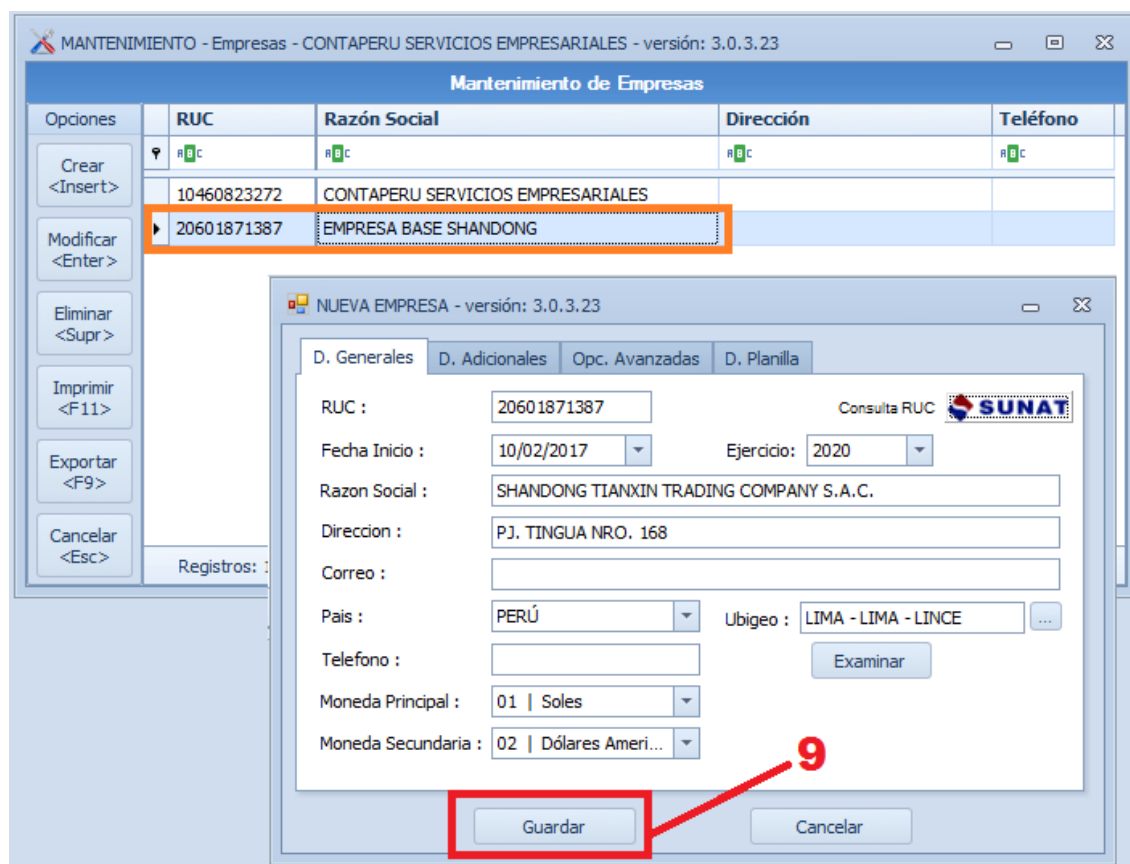 MANTENIMIENTO - Empresas - CONTAPERU SERVICIOS EMPRESARIALES - versión: 3.0.3.23
Mantenimiento de Empresas
Opciones RUC Razón Social Dirección Teléfono
ABC ABC ABC ABC
Crear
<Insert>
10460823272 CONTAPERU SERVICIOS EMPRESARIALES
20601871387 EMPRESA BASE SHANDONG
Modificar
<Enter>
Eliminar
<Supr>
Imprimir
<F11>
Exportar
<F9>
Cancelar
<Esc>
Registros:
NUEVA EMPRESA - versión: 3.0.3.23
D. Generales D. Adicionales Opc. Avanzadas D. Planilla
RUC : 20601871387 Consulta RUC SUNAT
Fecha Inicio : 10/02/2017 Ejercicio: 2020
Razon Social : SHANDONG TIANXIN TRADING COMPANY S.A.C.
Direccion : PJ. TINGUA NRO. 168
Correo :
Pais : PERÚ Ubigeo : LIMA - LIMA - LINCE ...
Telefono : Examinar
Moneda Principal : 01 | Soles
Moneda Secundaria : 02 | Dólares Ameri...
9
Guardar Cancelar